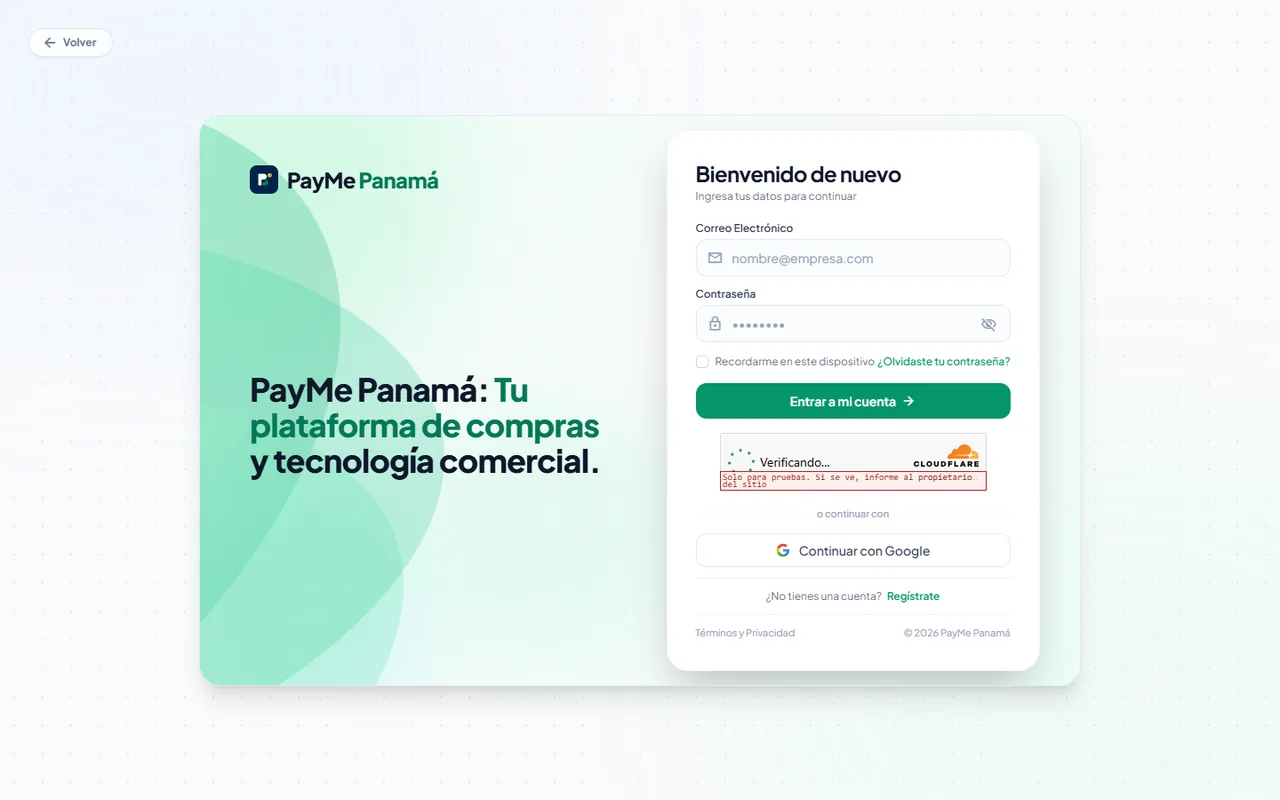 Volver
PayMe Panamá
PayMe Panamá: Tu
plataforma de compras
y tecnología comercial.
Bienvenido de nuevo
Ingresa tus datos para continuar
Correo Electrónico
nombre@empresa.com
Contraseña
••••••••
Recordarme en este dispositivo ¿Olvidaste tu contraseña?
Entrar a mi cuenta →
Verificando...
CLOUDFLARE
Solo para pruebas. Si se ve, informe al propietario
del sitio
o continuar con
Continuar con Google
¿No tienes una cuenta? Regístrate
Términos y Privacidad
© 2026 PayMe Panamá